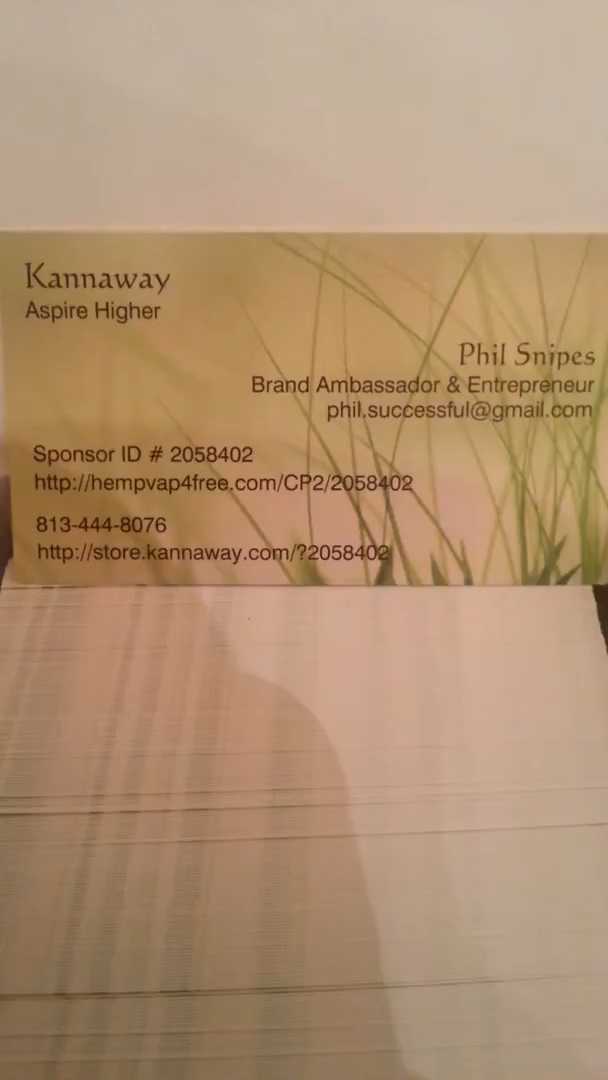 Kannaway
Aspire Higher
Phil Snipes
Brand Ambassador & Entrepreneur
phil.successful@gmail.com
Sponsor ID # 2058402
http://hempvap4free.com/CP2/2058402
813-444-8076
http://store.kannaway.com/?2058402